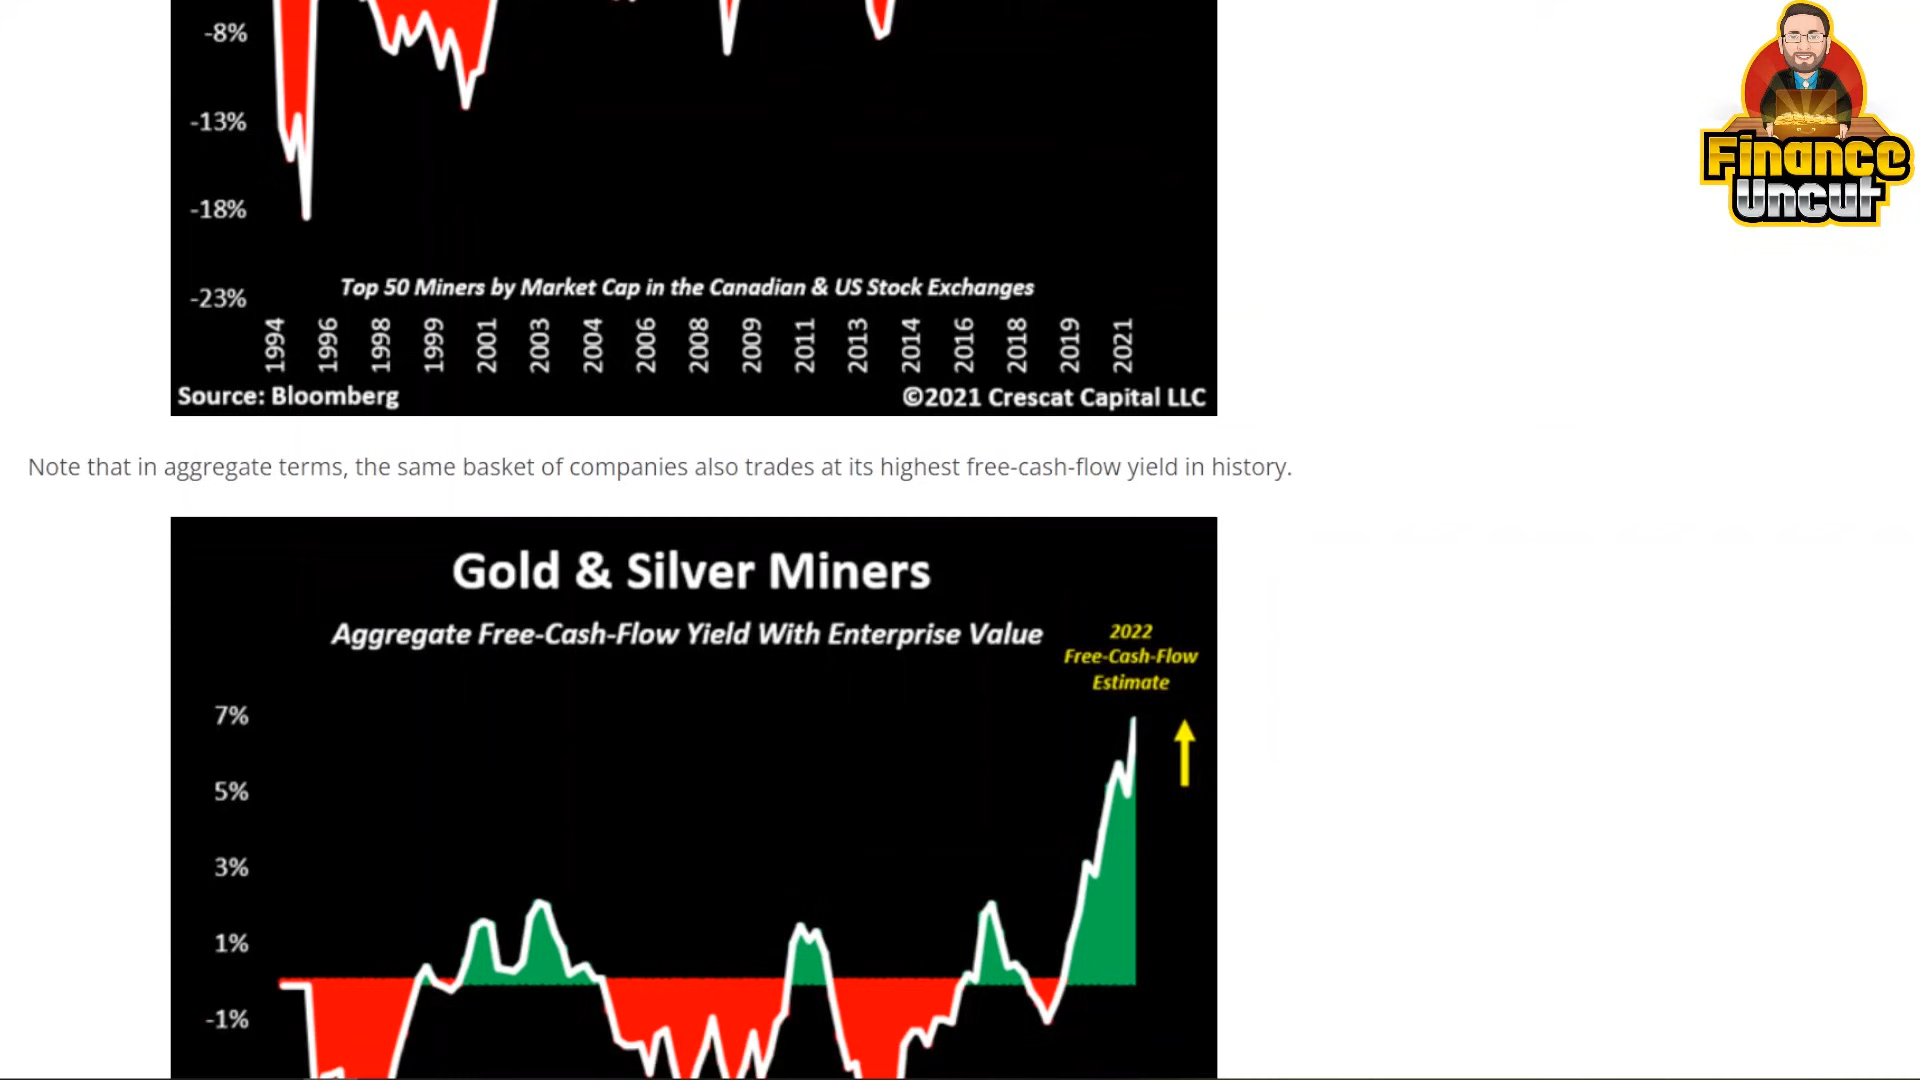 -8%
-13%
-18%
-23%
Top 50 Miners by Market Cap in the Canadian & US Stock Exchanges
1994
1996
1998
1999
2001
2003
2004
2006
2008
2009
2011
2013
2014
2016
2018
2019
2021
Source: Bloomberg
©2021 Crescat Capital LLC
Finance
Uncut
Note that in aggregate terms, the same basket of companies also trades at its highest free-cash-flow yield in history.
Gold & Silver Miners
Aggregate Free-Cash-Flow Yield With Enterprise Value
2022
Free-Cash-Flow
Estimate
7%
5%
3%
1%
-1%